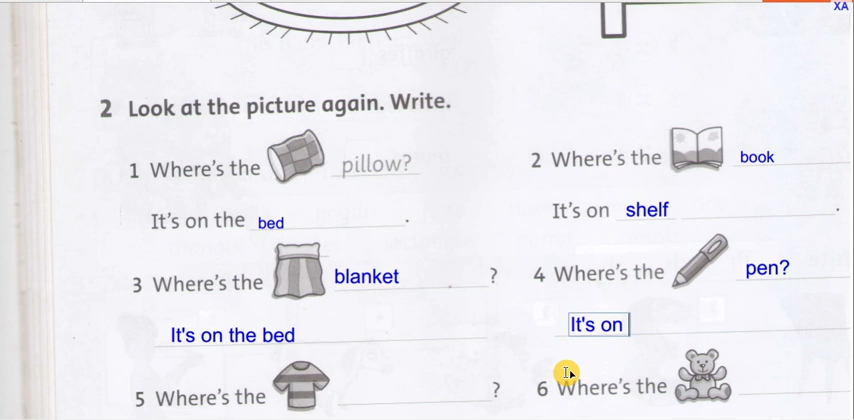 XA
2 Look at the picture again. Write.
1 Where's the pillow?
2 Where's the book
It's on the bed.
It's on shelf.
3 Where's the blanket ?
4 Where's the pen?
It's on the bed
It's on
5 Where's the ?
6 Where's the